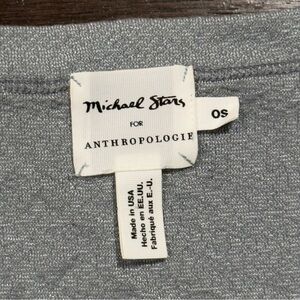 Michael Stars
FOR
ANTHROPOLOGIE
OS
Made in USA
Hecho en EE.UU.
Fabriqué aux E.-U.